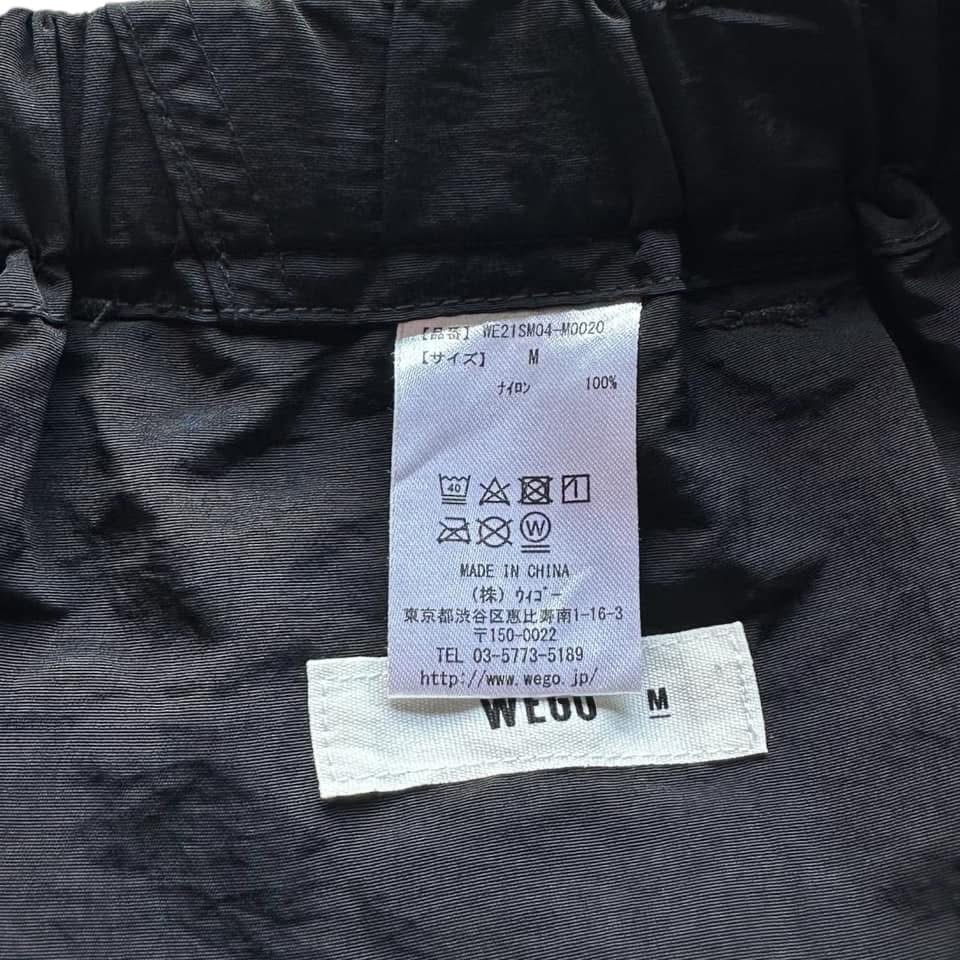 【品番】 WE21SM04-M0020
【サイズ】 M
ナイロン 100%
40
W
MADE IN CHINA
（株）ウィゴー
東京都渋谷区恵比寿南1-16-3
〒150-0022
TEL 03-5773-5189
http://www.wego.jp/
WEGO M